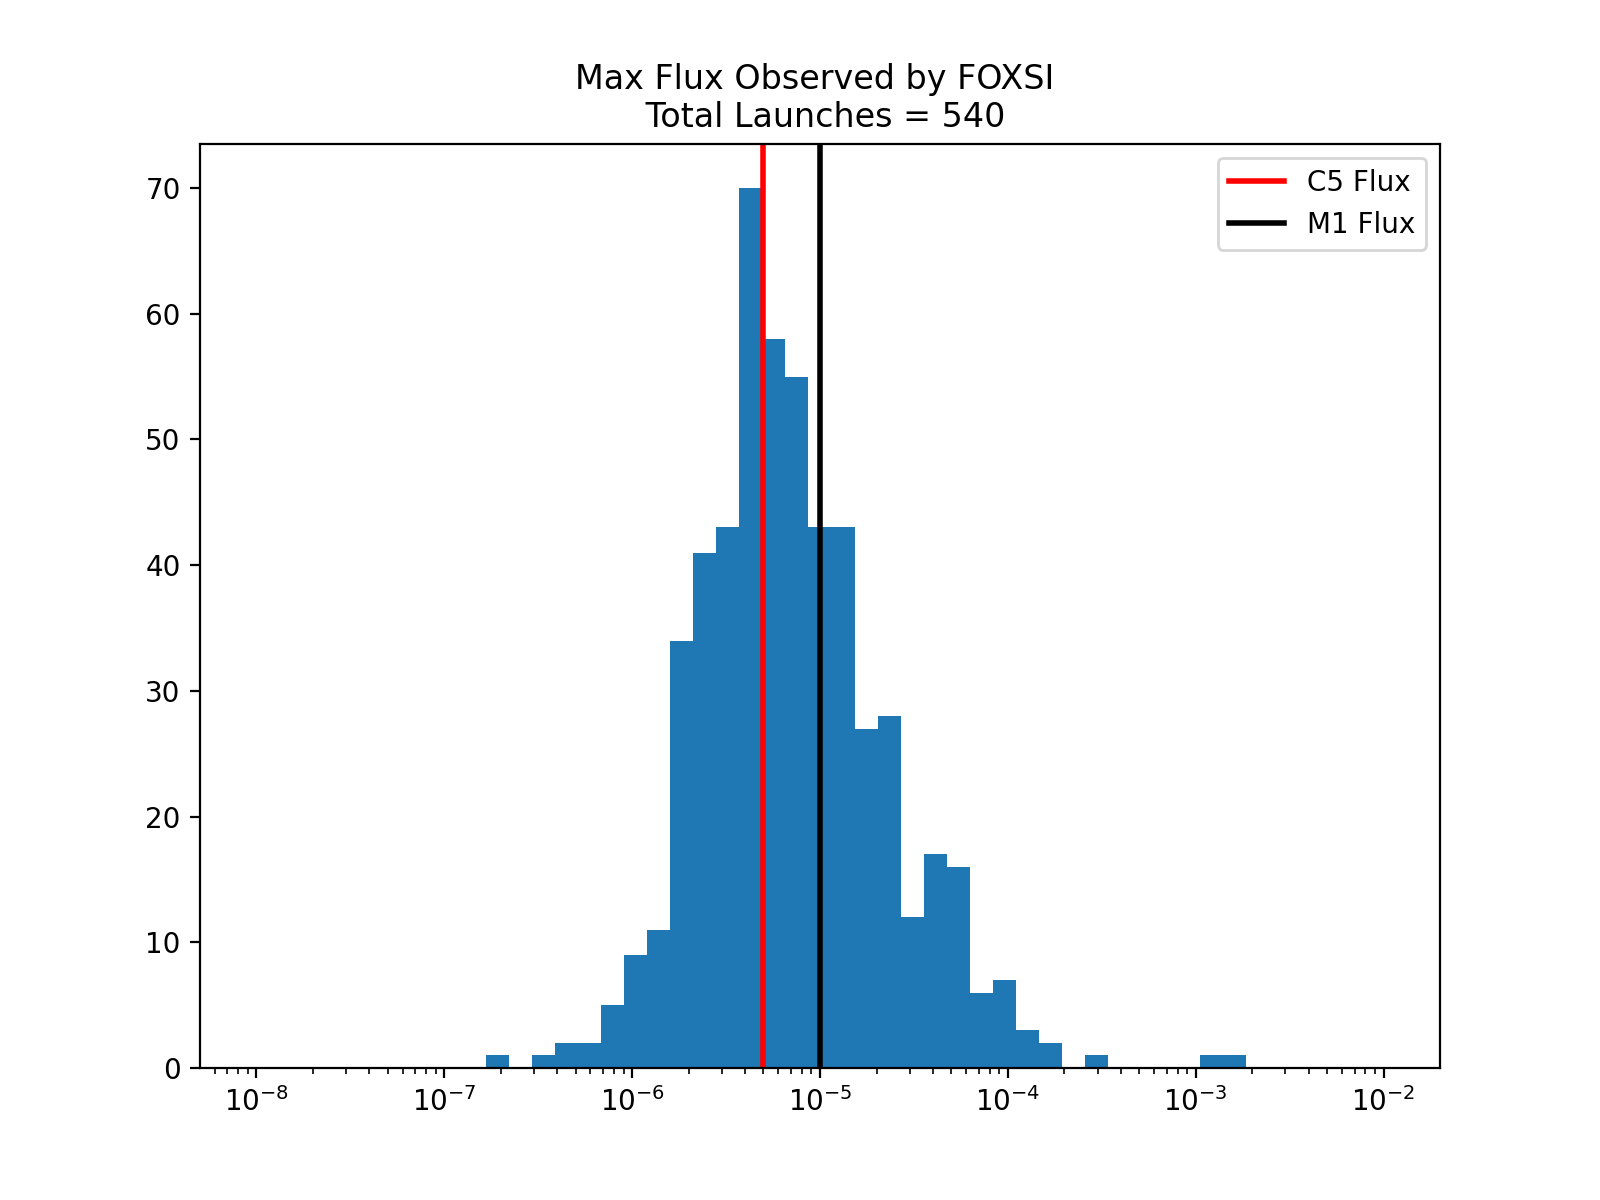 Max Flux Observed by FOXSI
Total Launches = 540
C5 Flux
M1 Flux
70
60
50
40
30
20
10
0
10⁻⁸ 10⁻⁷ 10⁻⁶ 10⁻⁵ 10⁻⁴ 10⁻³ 10⁻²